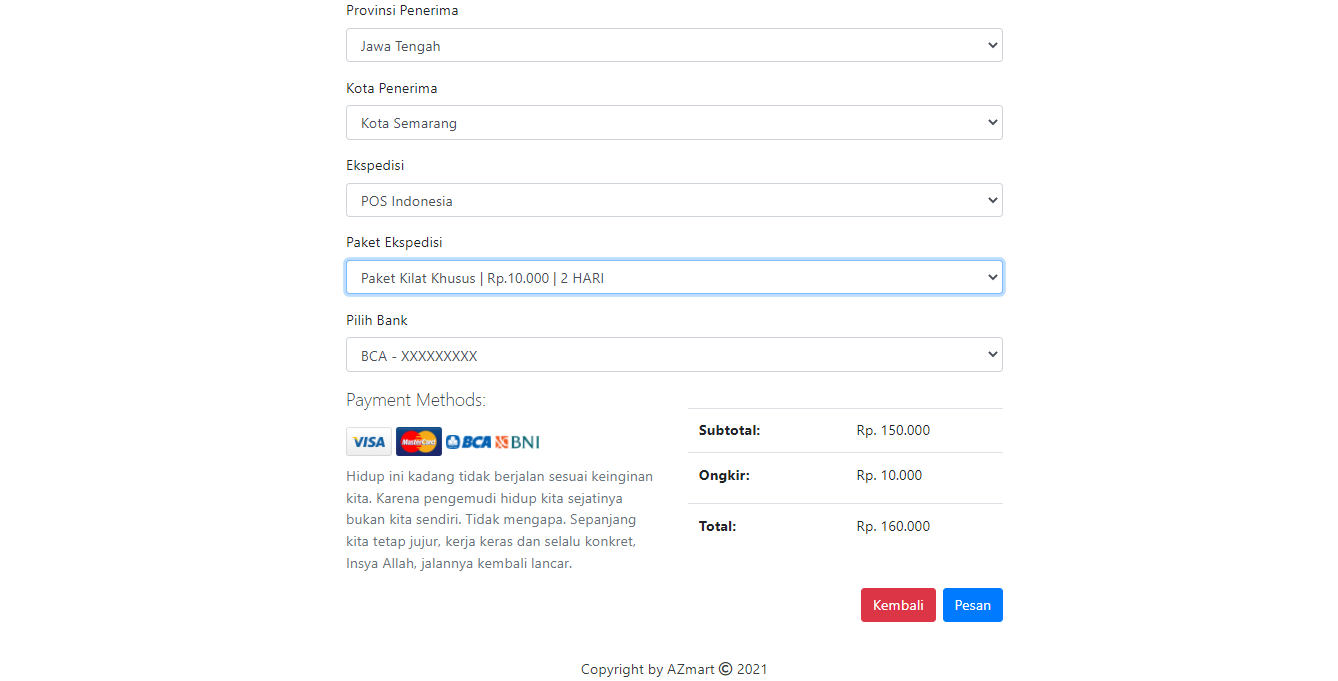 Provinsi Penerima
Jawa Tengah
Kota Penerima
Kota Semarang
Ekspedisi
POS Indonesia
Paket Ekspedisi
Paket Kilat Khusus | Rp.10.000 | 2 HARI
Pilih Bank
BCA - XXXXXXXXX
Payment Methods:
VISA MasterCard BCA BNI
Hidup ini kadang tidak berjalan sesuai keinginan
kita. Karena pengemudi hidup kita sejatinya
bukan kita sendiri. Tidak mengapa. Sepanjang
kita tetap jujur, kerja keras dan selalu konkret,
Insya Allah, jalannya kembali lancar.
Subtotal: Rp. 150.000
Ongkir: Rp. 10.000
Total: Rp. 160.000
Kembali Pesan
Copyright by AZmart © 2021